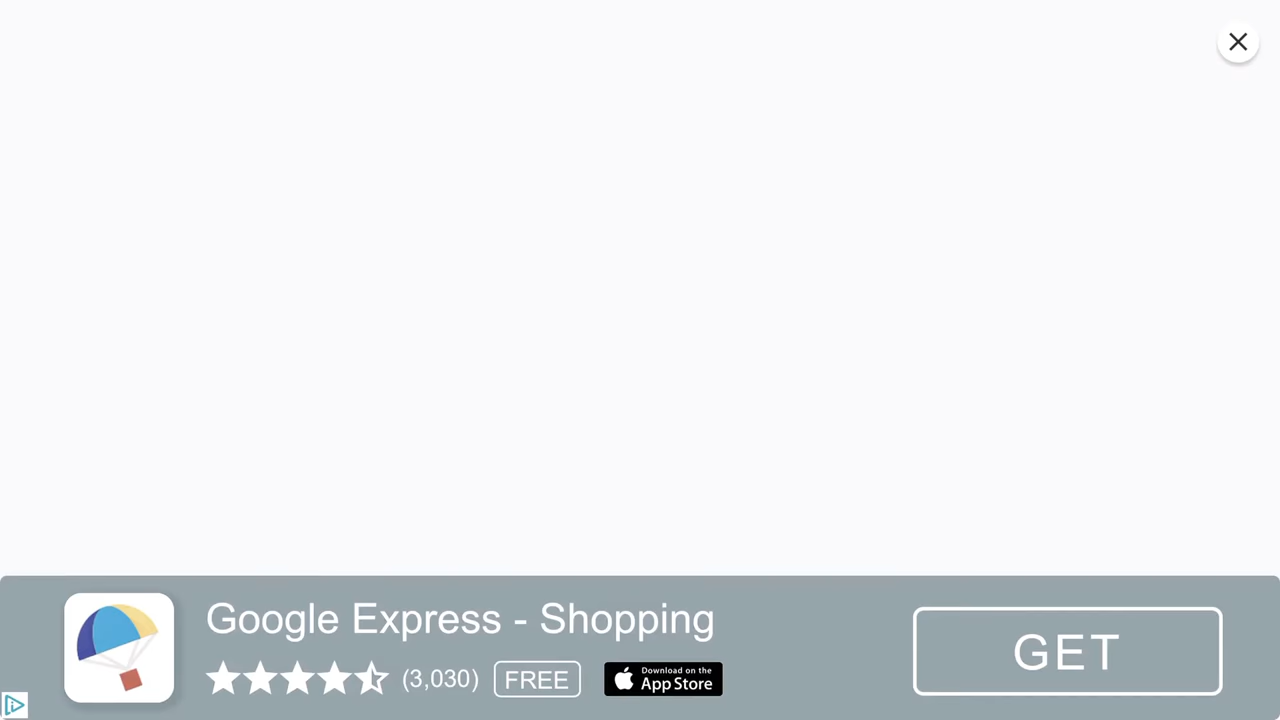 Google Express - Shopping
(3,030) FREE Download on the App Store
GET